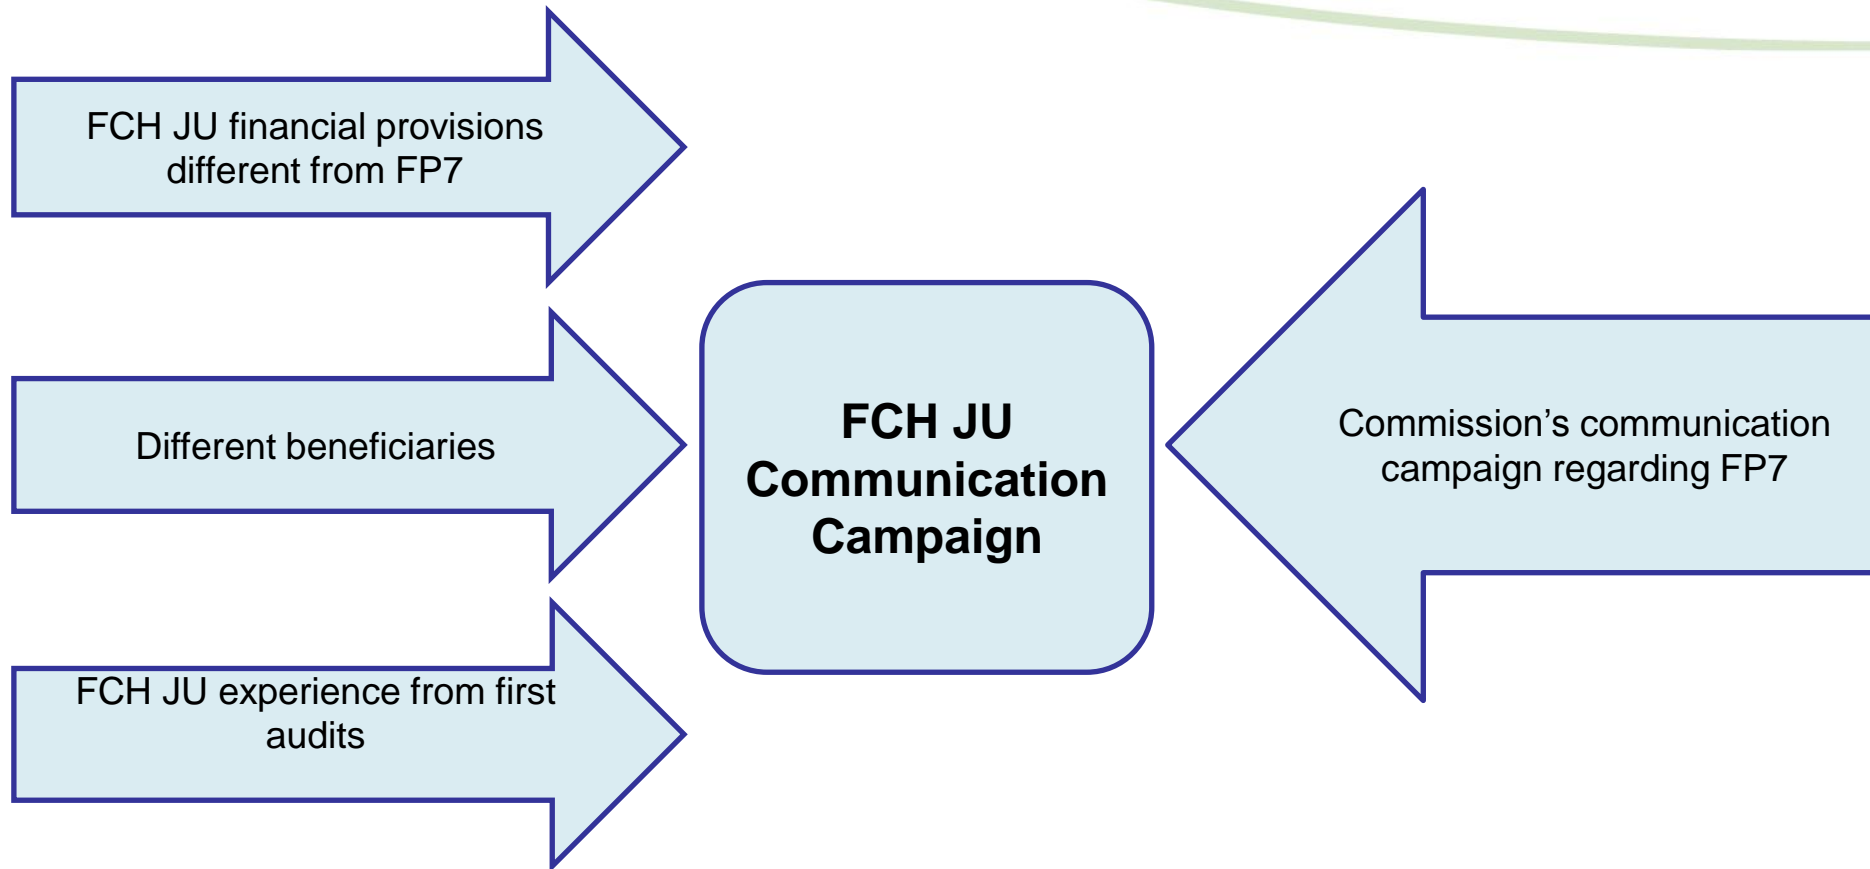 FCH JU financial provisions
different from FP7
Different beneficiaries
FCH JU experience from first
audits
FCH JU
Communication
Campaign
Commission’s communication
campaign regarding FP7